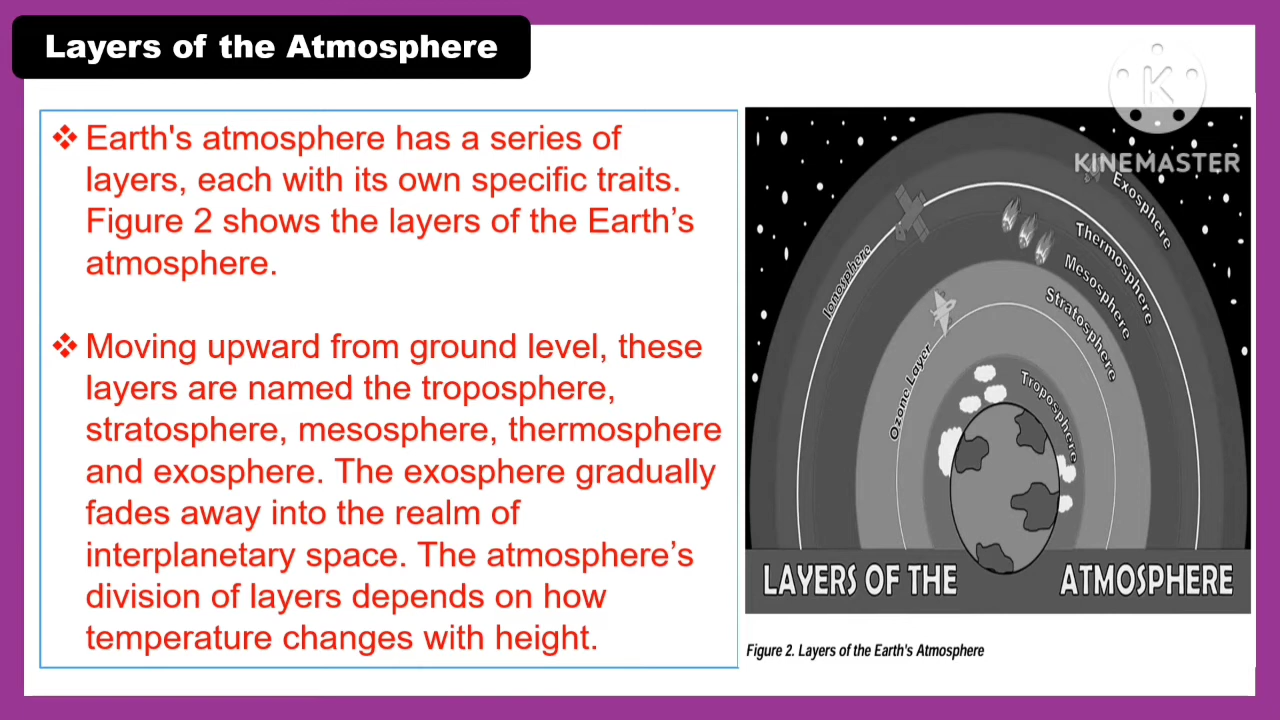 Layers of the Atmosphere
❖ Earth's atmosphere has a series of
layers, each with its own specific traits.
Figure 2 shows the layers of the Earth’s
atmosphere.
❖ Moving upward from ground level, these
layers are named the troposphere,
stratosphere, mesosphere, thermosphere
and exosphere. The exosphere gradually
fades away into the realm of
interplanetary space. The atmosphere’s
division of layers depends on how
temperature changes with height.
K
KINEMASTER
Exosphere
Thermosphere
Mesosphere
Stratosphere
Troposphere
Ionosphere
Ozone Layer
LAYERS OF THE ATMOSPHERE
Figure 2. Layers of the Earth's Atmosphere